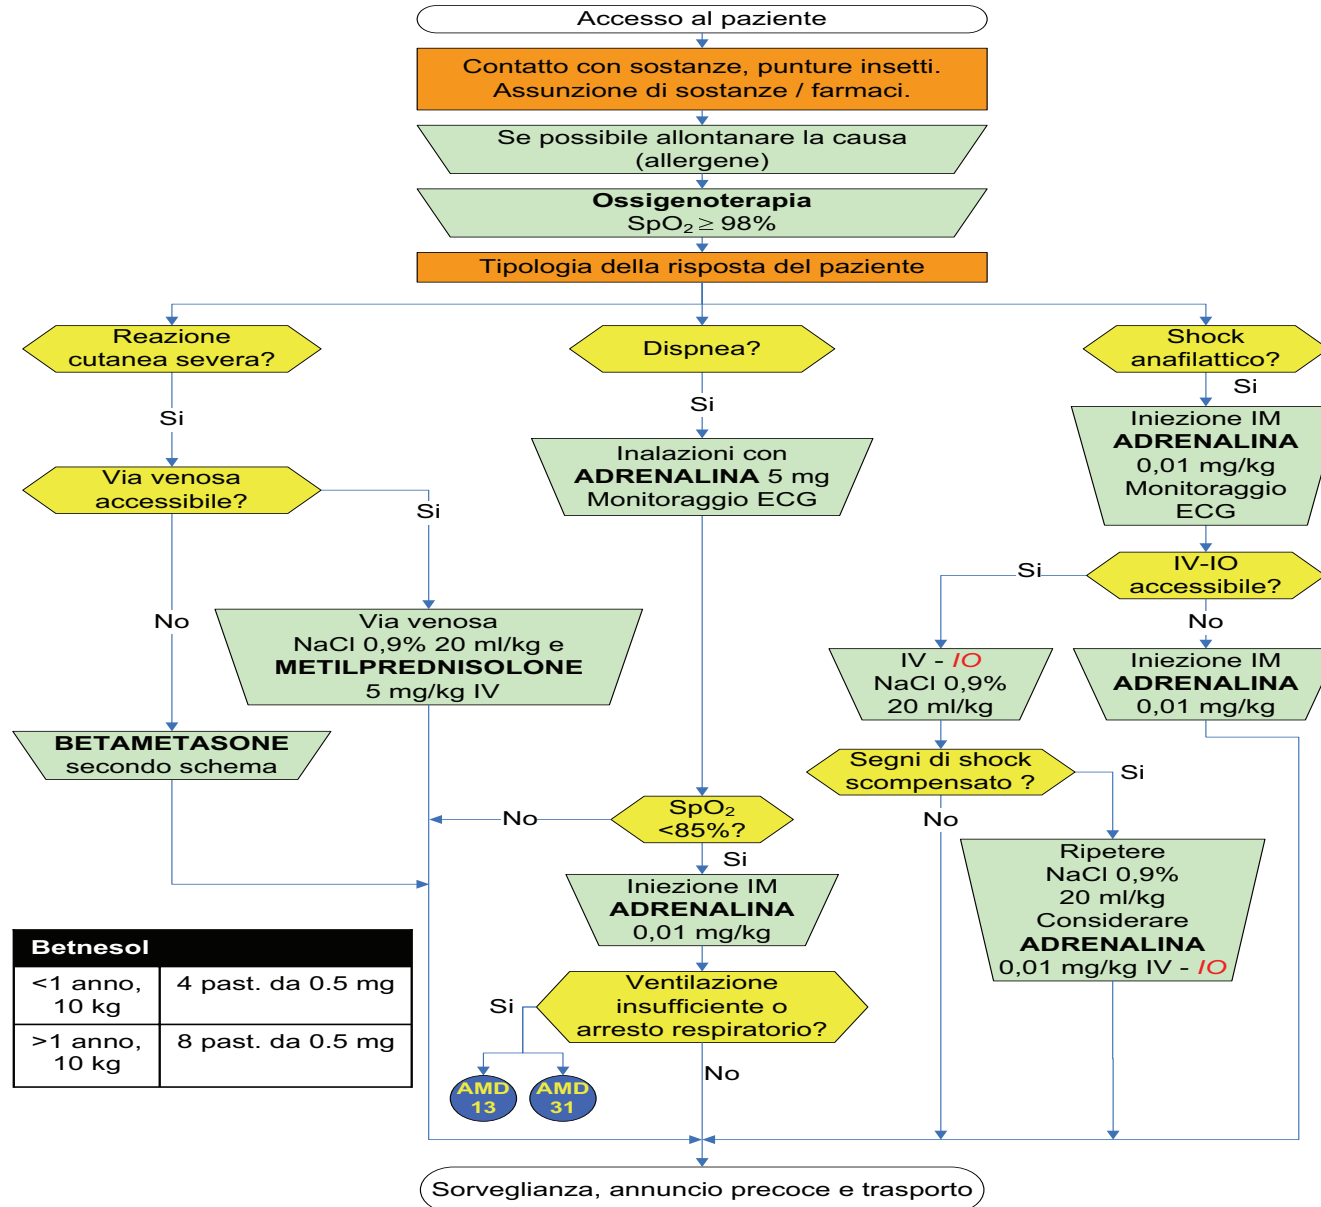 Accesso al paziente
Contatto con sostanze, punture insetti.
Assunzione di sostanze / farmaci.
Se possibile allontanare la causa
(allergene)
Ossigenoterapia
SpO₂ ≥ 98%
Tipologia della risposta del paziente
Reazione
cutanea severa?
Si
Via venosa
accessibile?
Si
No
Via venosa
NaCl 0,9% 20 ml/kg e
METILPREDNISOLONE
5 mg/kg IV
BETAMETASONE
secondo schema
Dispnea?
Si
Inalazioni con
ADRENALINA 5 mg
Monitoraggio ECG
SpO₂
<85%?
No
Si
Iniezione IM
ADRENALINA
0,01 mg/kg
Ventilazione
insufficiente o
arresto respiratorio?
Si
AMD
13
AMD
31
No
Shock
anafilattico?
Si
Iniezione IM
ADRENALINA
0,01 mg/kg
Monitoraggio
ECG
IV-IO
accessibile?
Si
No
IV - IO
NaCl 0,9%
20 ml/kg
Iniezione IM
ADRENALINA
0,01 mg/kg
Segni di shock
scompensato ?
Si
No
Ripetere
NaCl 0,9%
20 ml/kg
Considerare
ADRENALINA
0,01 mg/kg IV - IO
Betnesol
<1 anno,
10 kg
4 past. da 0.5 mg
>1 anno,
10 kg
8 past. da 0.5 mg
Sorveglianza, annuncio precoce e trasporto